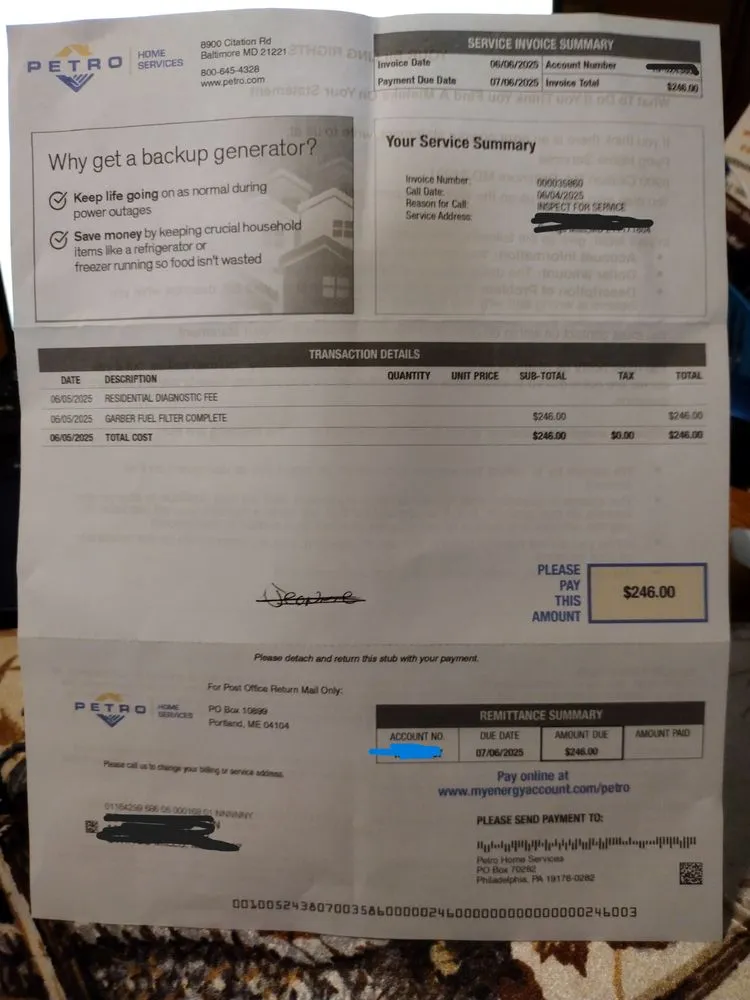 PETRO
HOME SERVICES
8900 Citation Rd
Baltimore MD 21221
800-645-4328
www.petro.com
SERVICE INVOICE SUMMARY
Invoice Date 06/06/2025 Account Number
Payment Due Date 07/06/2025 Invoice Total $246.00
Why get a backup generator?
Keep life going on as normal during
power outages
Save money by keeping crucial household
items like a refrigerator or
freezer running so food isn't wasted
Your Service Summary
Invoice Number: 000035860
Call Date: 06/04/2025
Reason for Call: INSPECT FOR SERVICE
Service Address:
TRANSACTION DETAILS
DATE DESCRIPTION QUANTITY UNIT PRICE SUB-TOTAL TAX TOTAL
06/05/2025 RESIDENTIAL DIAGNOSTIC FEE
06/05/2025 GARBER FUEL FILTER COMPLETE $246.00 $246.00
06/05/2025 TOTAL COST $246.00 $0.00 $246.00
PLEASE
PAY
THIS
AMOUNT
$246.00
Please detach and return this stub with your payment.
PETRO
HOME
SERVICES
For Post Office Return Mail Only:
PO Box 10899
Portland, ME 04104
Please call us to change your billing or service address.
REMITTANCE SUMMARY
ACCOUNT NO. DUE DATE AMOUNT DUE AMOUNT PAID
07/06/2025 $246.00
Pay online at
www.myenergyaccount.com/petro
PLEASE SEND PAYMENT TO:
Petro Home Services
PO Box 70282
Philadelphia, PA 19176-0282